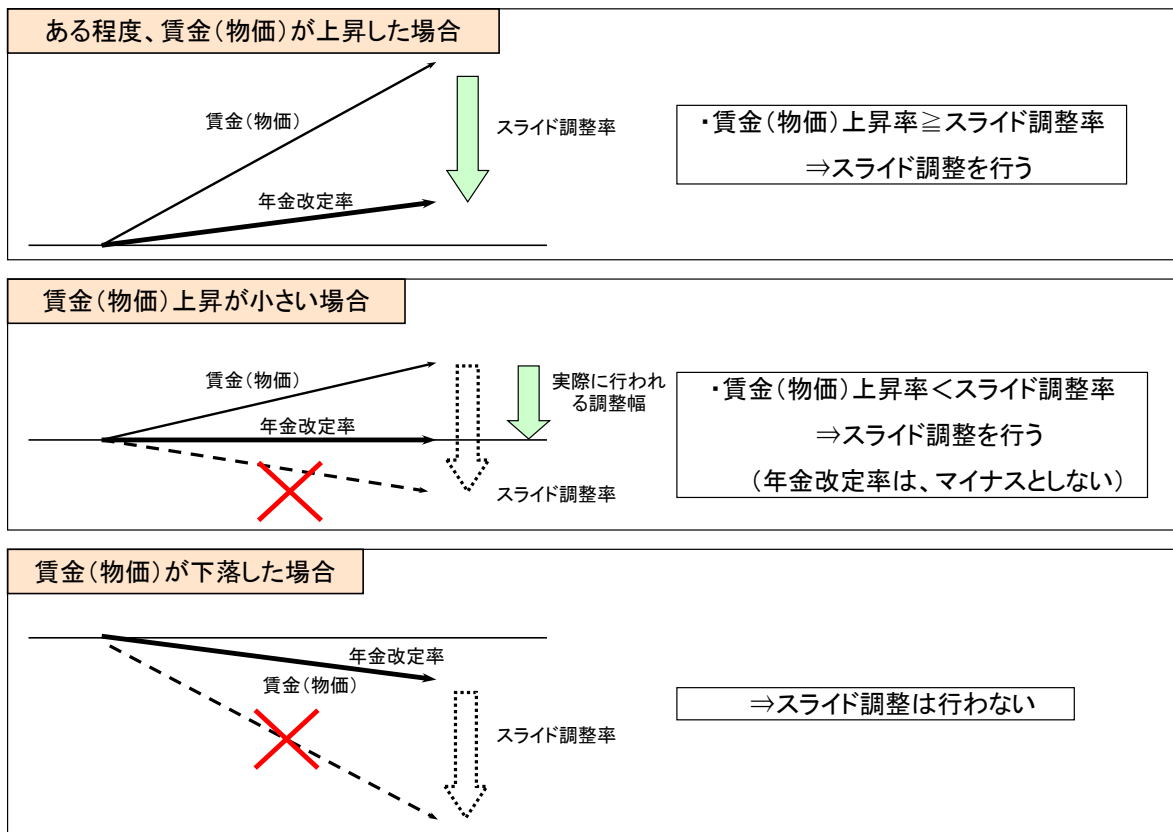 ある程度、賃金（物価）が上昇した場合
賃金（物価）
スライド調整率
年金改定率
・賃金（物価）上昇率≧スライド調整率
⇒スライド調整を行う
賃金（物価）上昇が小さい場合
賃金（物価）
年金改定率
実際に行われ
る調整幅
スライド調整率
・賃金（物価）上昇率＜スライド調整率
⇒スライド調整を行う
（年金改定率は、マイナスとしない）
賃金（物価）が下落した場合
年金改定率
賃金（物価）
スライド調整率
⇒スライド調整は行わない